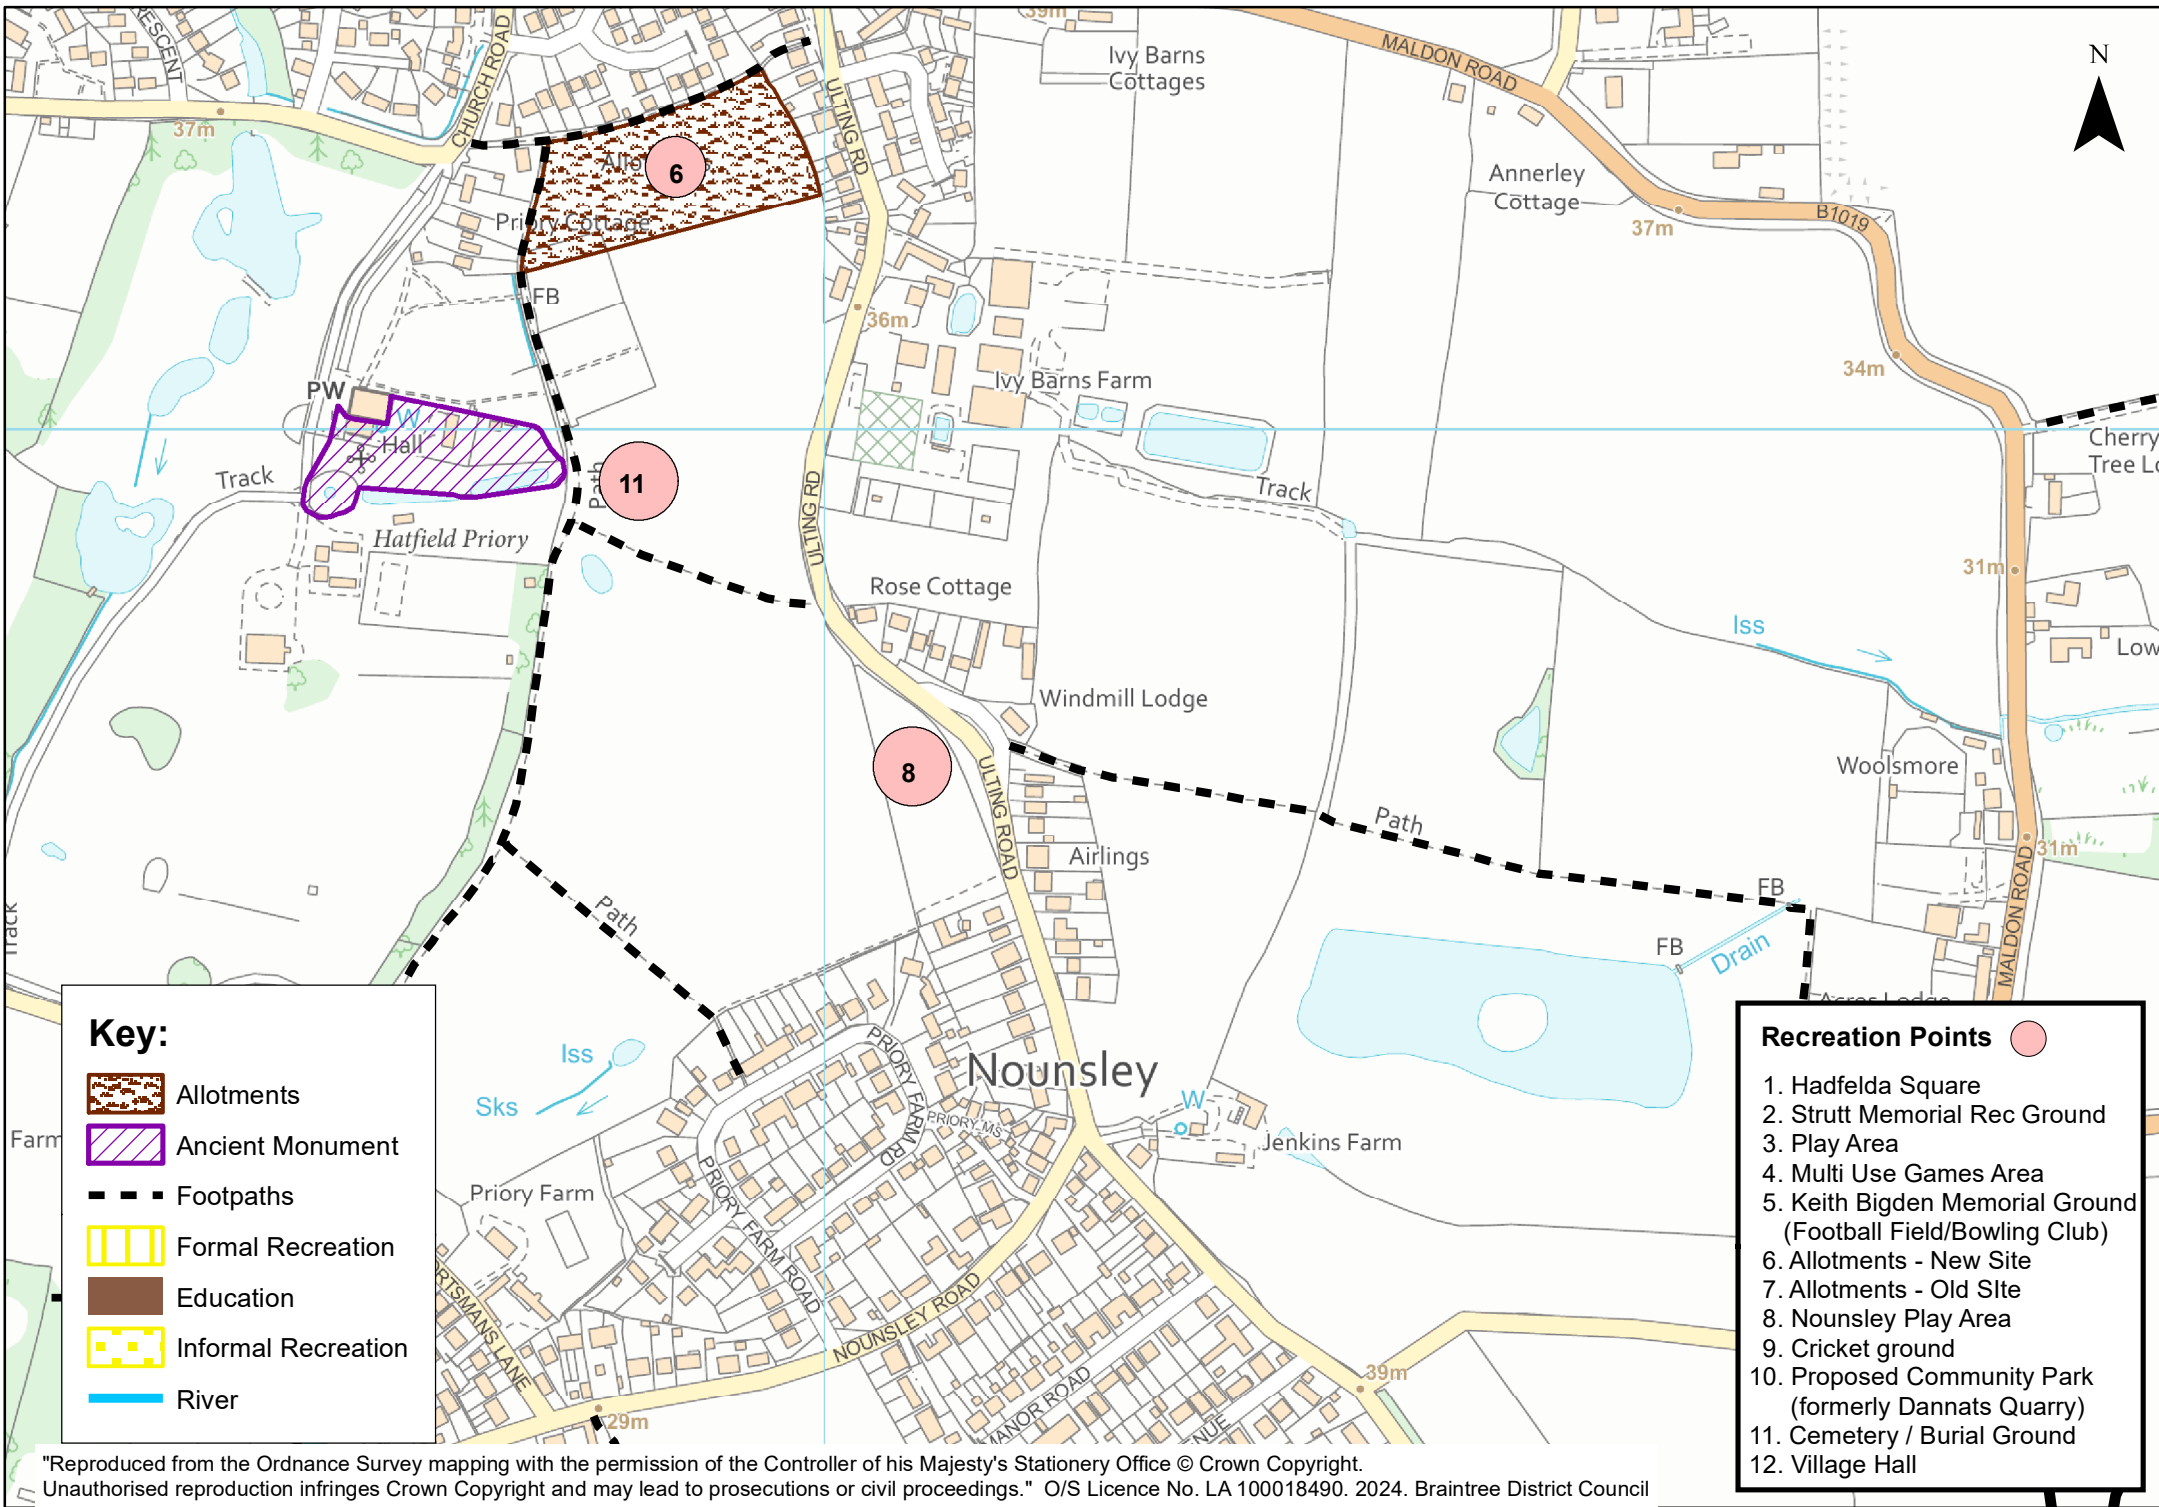 39m
Ivy Barns
Cottages
MALDON ROAD
N
CHURCH ROAD
ULTING RD
37m
6
Annerley
Cottage
37m
B1019
Priory Cottage
FB
36m
34m
PW
Ivy Barns Farm
W
Hall
Cherry
Track
Path
11
ULTING RD
Track
Hatfield Priory
31m
Rose Cottage
Iss
Windmill Lodge
8
ULTING ROAD
Woolsmore
Path
Airlings
31m
Path
FB
FB
Drain
MALDON ROAD
Track
Acres Lodge
Iss
Sks
Nounsley
PRIORY FARM RD
PRIORY MS
W
Jenkins Farm
Farm
Priory Farm
PRIORY FARM ROAD
NOUNSLEY ROAD
MANOR ROAD
39m
29m
Key:
Allotments
Ancient Monument
Footpaths
Formal Recreation
Education
Informal Recreation
River
Recreation Points
1. Hadfelda Square
2. Strutt Memorial Rec Ground
3. Play Area
4. Multi Use Games Area
5. Keith Bigden Memorial Ground
(Football Field/Bowling Club)
6. Allotments - New Site
7. Allotments - Old SIte
8. Nounsley Play Area
9. Cricket ground
10. Proposed Community Park
(formerly Dannats Quarry)
11. Cemetery / Burial Ground
12. Village Hall
"Reproduced from the Ordnance Survey mapping with the permission of the Controller of his Majesty's Stationery Office © Crown Copyright.
Unauthorised reproduction infringes Crown Copyright and may lead to prosecutions or civil proceedings." O/S Licence No. LA 100018490. 2024. Braintree District Council